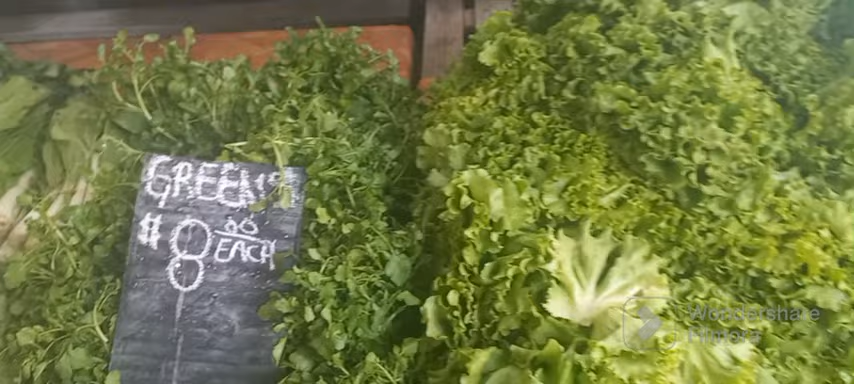 GREENS
$8.00
EACH
Wondershare
Filmora